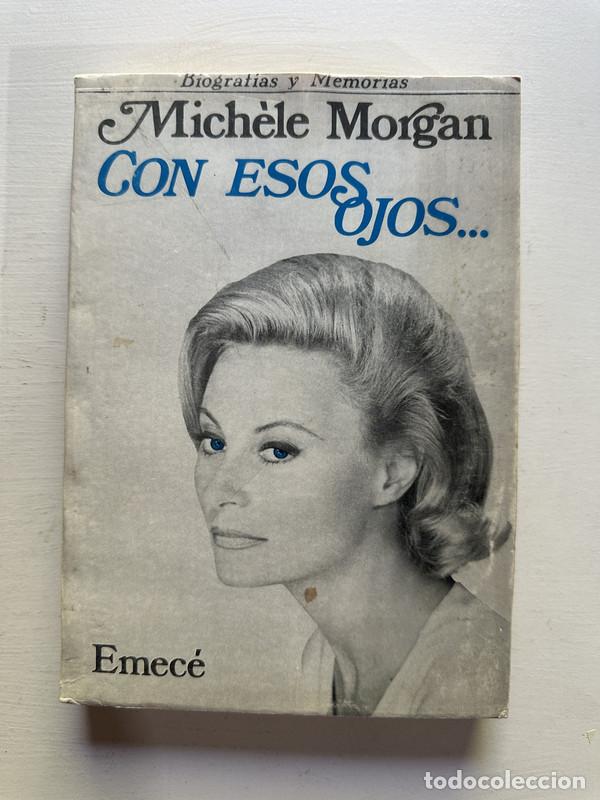 Biografías y Memorias
Michèle Morgan
CON ESOS
OJOS...
Emecé
todocoleccion